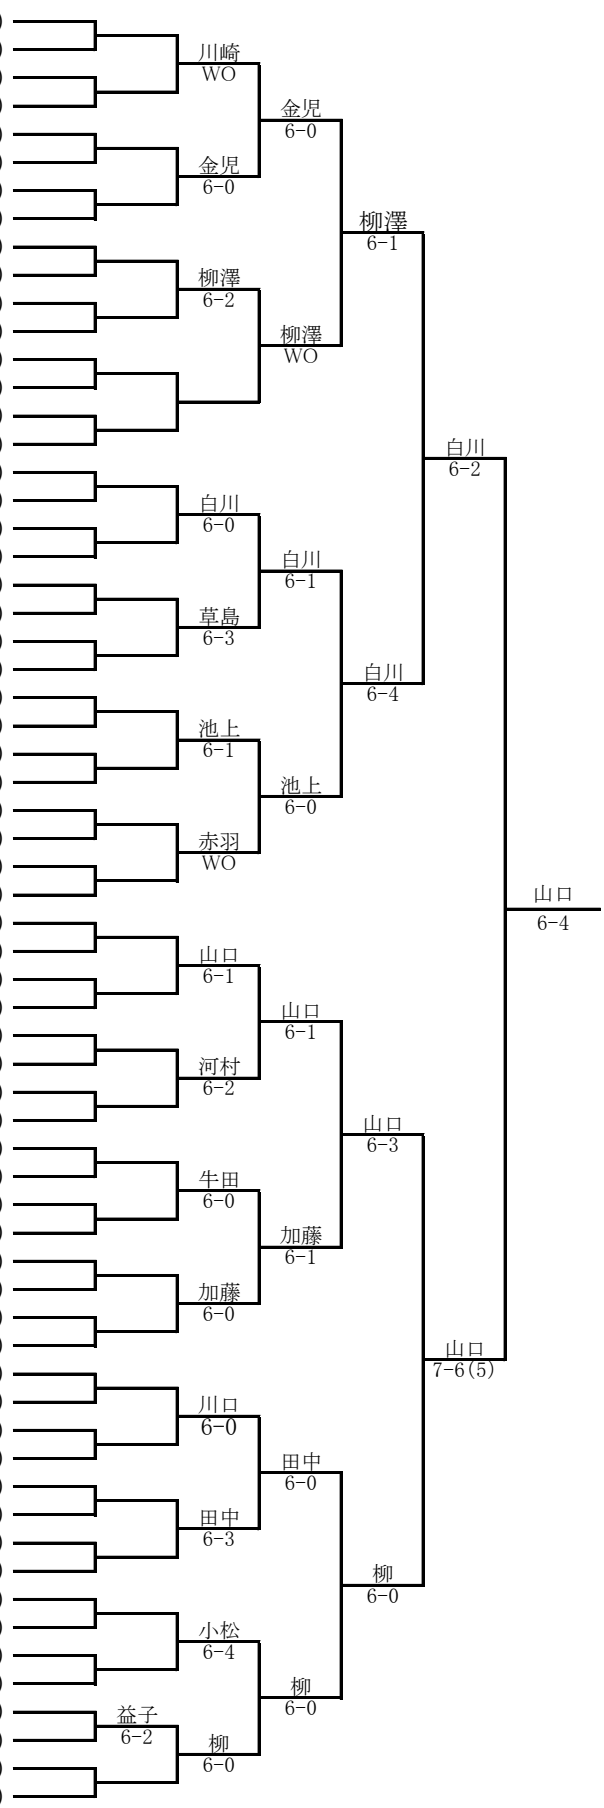 川崎
WO
金児
6-0
金児
6-0
柳澤
6-1
柳澤
6-2
柳澤
WO
白川
6-2
白川
6-0
白川
6-1
草島
6-3
白川
6-4
池上
6-1
池上
6-0
赤羽
WO
山口
6-4
山口
6-1
山口
6-1
河村
6-2
山口
6-3
牛田
6-0
加藤
6-1
加藤
6-0
山口
7-6(5)
川口
6-0
田中
6-0
田中
6-3
柳
6-0
小松
6-4
柳
6-0
益子
6-2
柳
6-0